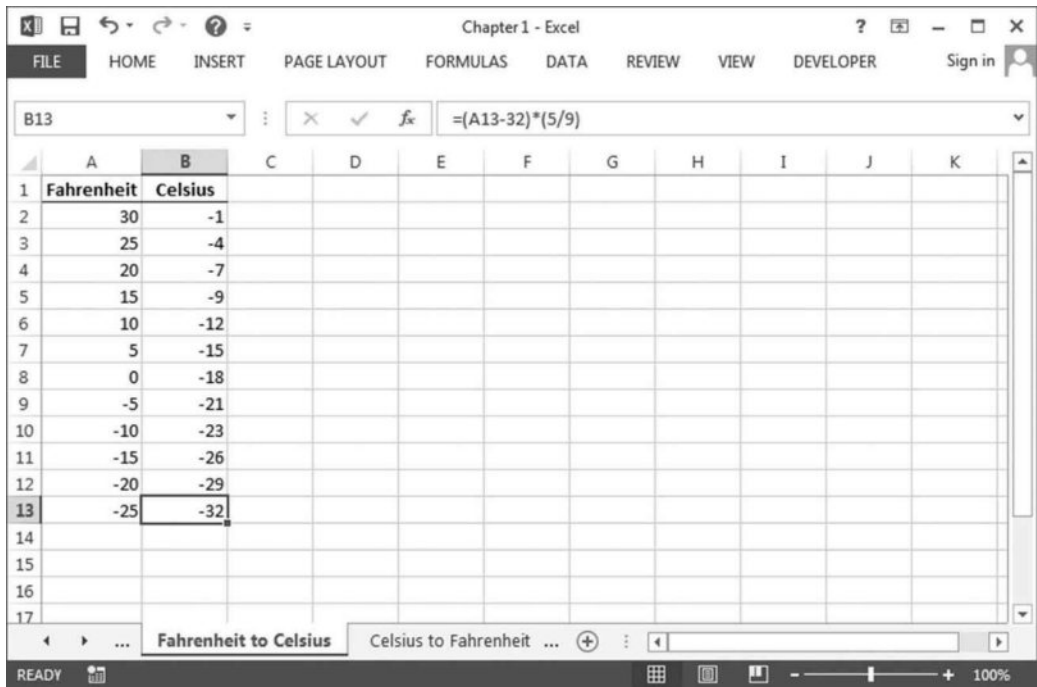 Chapter 1 - Excel ?
FILE HOME INSERT PAGE LAYOUT FORMULAS DATA REVIEW VIEW DEVELOPER Sign in
B13 fx =(A13-32)*(5/9)
A B C D E F G H I J K
1 Fahrenheit Celsius
2 30 -1
3 25 -4
4 20 -7
5 15 -9
6 10 -12
7 5 -15
8 0 -18
9 -5 -21
10 -10 -23
11 -15 -26
12 -20 -29
13 -25 -32
14
15
16
17
... Fahrenheit to Celsius Celsius to Fahrenheit ...
READY 100%